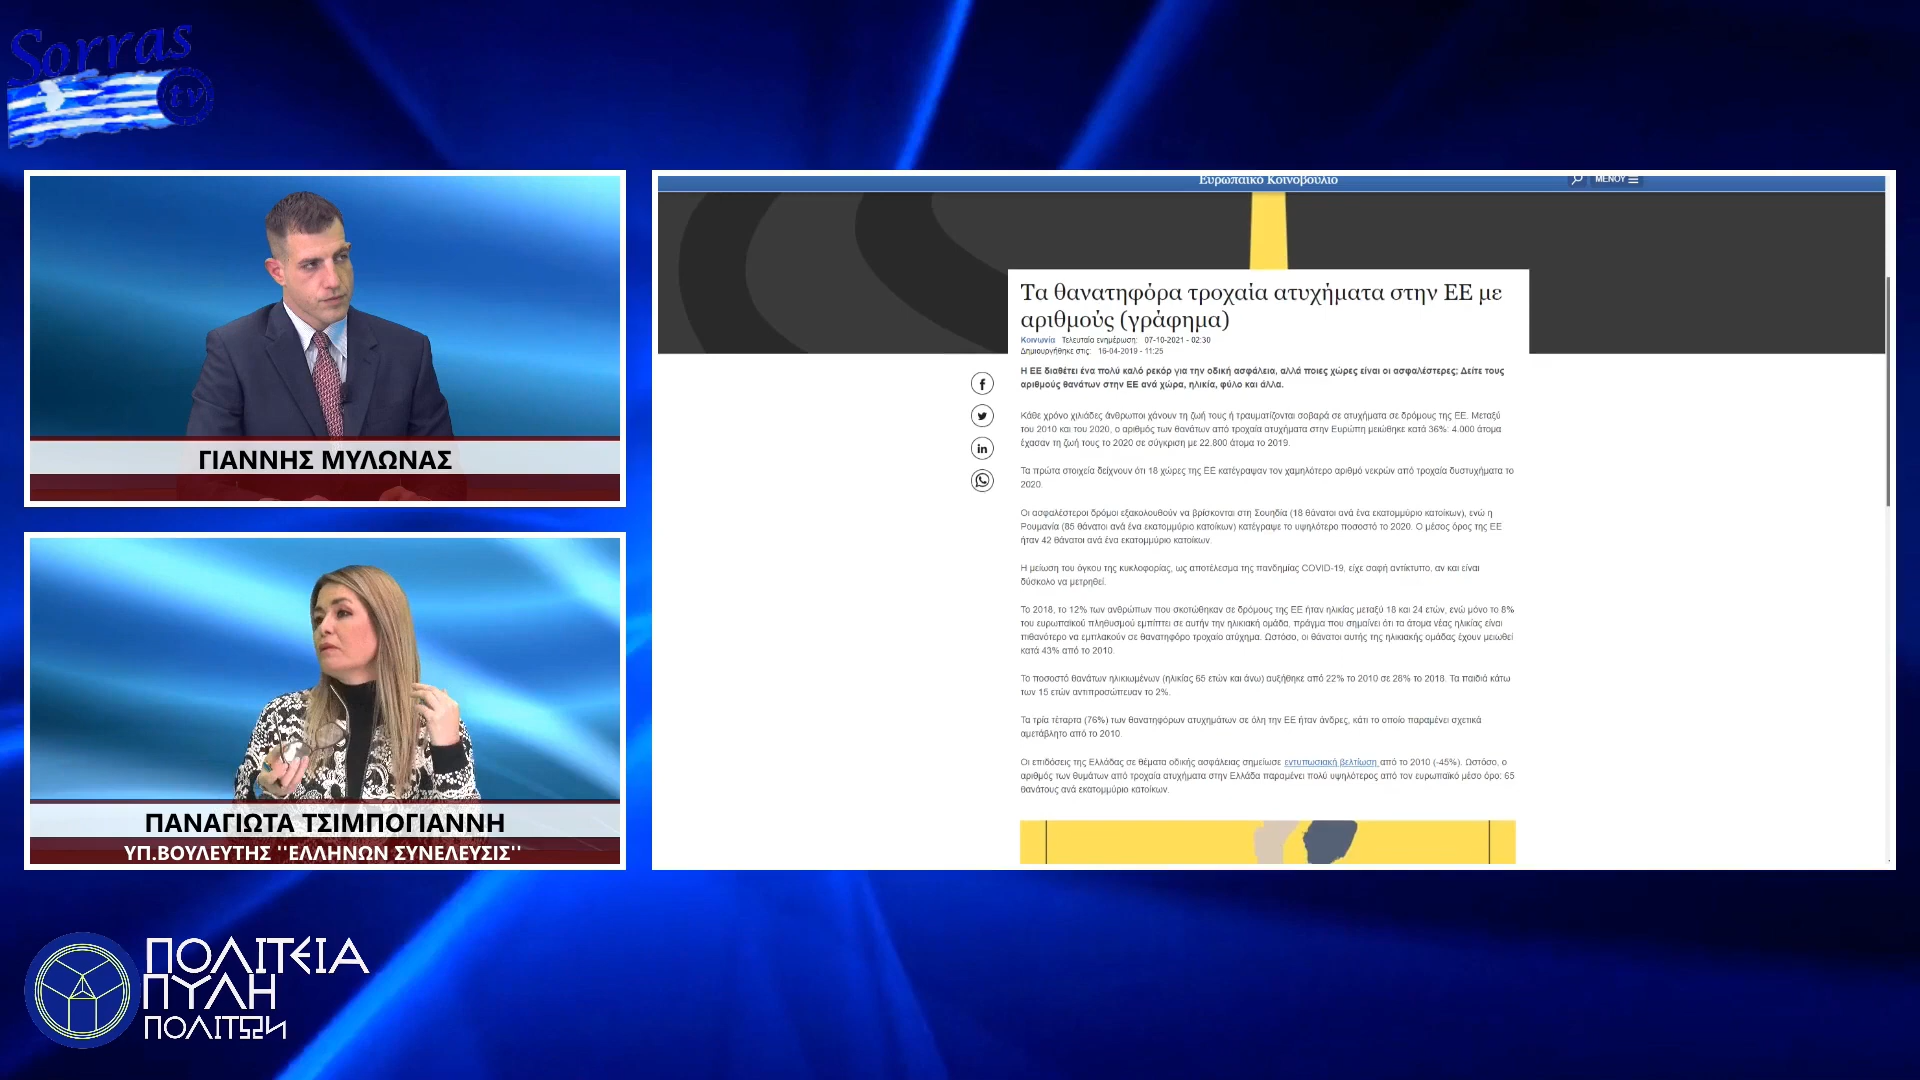 Sorras
tv
ΓΙΑΝΝΗΣ ΜΥΛΩΝΑΣ
ΠΑΝΑΓΙΩΤΑ ΤΣΙΜΠΟΓΙΑΝΝΗ
ΥΠ.ΒΟΥΛΕΥΤΗΣ ''ΕΛΛΗΝΩΝ ΣΥΝΕΛΕΥΣΙΣ''
Ευρωπαϊκό Κοινοβούλιο
ΜΕΝΟΥ
Τα θανατηφόρα τροχαία ατυχήματα στην ΕΕ με
αριθμούς (γράφημα)
Κοινωνία Τελευταία ενημέρωση: 07-10-2021 - 02:30
Δημιουργήθηκε στις: 16-04-2019 - 11:25
Η ΕΕ διαθέτει ένα πολύ καλό ρεκόρ για την οδική ασφάλεια, αλλά ποιες χώρες είναι οι ασφαλέστερες; Δείτε τους
αριθμούς θανάτων στην ΕΕ ανά χώρα, ηλικία, φύλο και άλλα.
Κάθε χρόνο χιλιάδες άνθρωποι χάνουν τη ζωή τους ή τραυματίζονται σοβαρά σε ατυχήματα σε δρόμους της ΕΕ. Μεταξύ
του 2010 και του 2020, ο αριθμός των θανάτων από τροχαία ατυχήματα στην Ευρώπη μειώθηκε κατά 36%: 4.000 άτομα
έχασαν τη ζωή τους το 2020 σε σύγκριση με 22.800 άτομα το 2019.
Τα πρώτα στοιχεία δείχνουν ότι 18 χώρες της ΕΕ κατέγραψαν τον χαμηλότερο αριθμό νεκρών από τροχαία δυστυχήματα το
2020.
Οι ασφαλέστεροι δρόμοι εξακολουθούν να βρίσκονται στη Σουηδία (18 θάνατοι ανά ένα εκατομμύριο κατοίκων), ενώ η
Ρουμανία (85 θάνατοι ανά ένα εκατομμύριο κατοίκων) κατέγραψε το υψηλότερο ποσοστό το 2020. Ο μέσος όρος της ΕΕ
ήταν 42 θάνατοι ανά ένα εκατομμύριο κατοίκων.
Η μείωση του όγκου της κυκλοφορίας, ως αποτέλεσμα της πανδημίας COVID-19, είχε σαφή αντίκτυπο, αν και είναι
δύσκολο να μετρηθεί.
Το 2018, το 12% των ανθρώπων που σκοτώθηκαν σε δρόμους της ΕΕ ήταν ηλικίας μεταξύ 18 και 24 ετών, ενώ μόνο το 8%
του ευρωπαϊκού πληθυσμού εμπίπτει σε αυτήν την ηλικιακή ομάδα, πράγμα που σημαίνει ότι τα άτομα νέας ηλικίας είναι
πιθανότερο να εμπλακούν σε θανατηφόρο τροχαίο ατύχημα. Ωστόσο, οι θάνατοι αυτής της ηλικιακής ομάδας έχουν μειωθεί
κατά 43% από το 2010.
Το ποσοστό θανάτων ηλικιωμένων (ηλικίας 65 ετών και άνω) αυξήθηκε από 22% το 2010 σε 28% το 2018. Τα παιδιά κάτω
των 15 ετών αντιπροσώπευαν το 2%.
Τα τρία τέταρτα (76%) των θανατηφόρων ατυχημάτων σε όλη την ΕΕ ήταν άνδρες, κάτι το οποίο παραμένει σχετικά
αμετάβλητο από το 2010.
Οι επιδόσεις της Ελλάδας σε θέματα οδικής ασφάλειας σημείωσε εντυπωσιακή βελτίωση από το 2010 (-45%). Ωστόσο, ο
αριθμός των θυμάτων από τροχαία ατυχήματα στην Ελλάδα παραμένει πολύ υψηλότερος από τον ευρωπαϊκό μέσο όρο: 65
θανάτους ανά εκατομμύριο κατοίκων.
ΠΟΛΙΤΕΙΑ
ΠΥΛΗ
ΠΟΛΙΤΩΝ